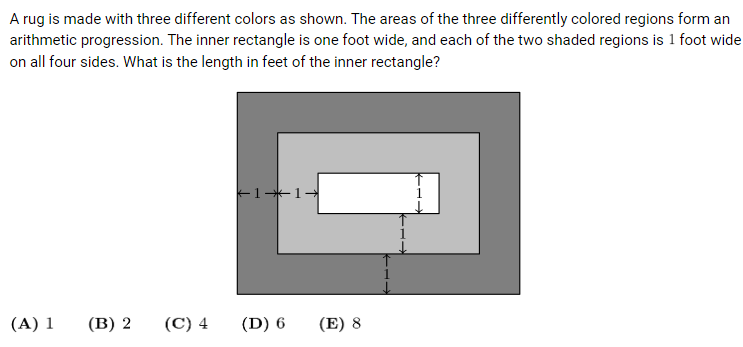 A rug is made with three different colors as shown. The areas of the three differently colored regions form an
arithmetic progression. The inner rectangle is one foot wide, and each of the two shaded regions is 1 foot wide
on all four sides. What is the length in feet of the inner rectangle?
1 1 1
1
1
(A) 1 (B) 2 (C) 4 (D) 6 (E) 8